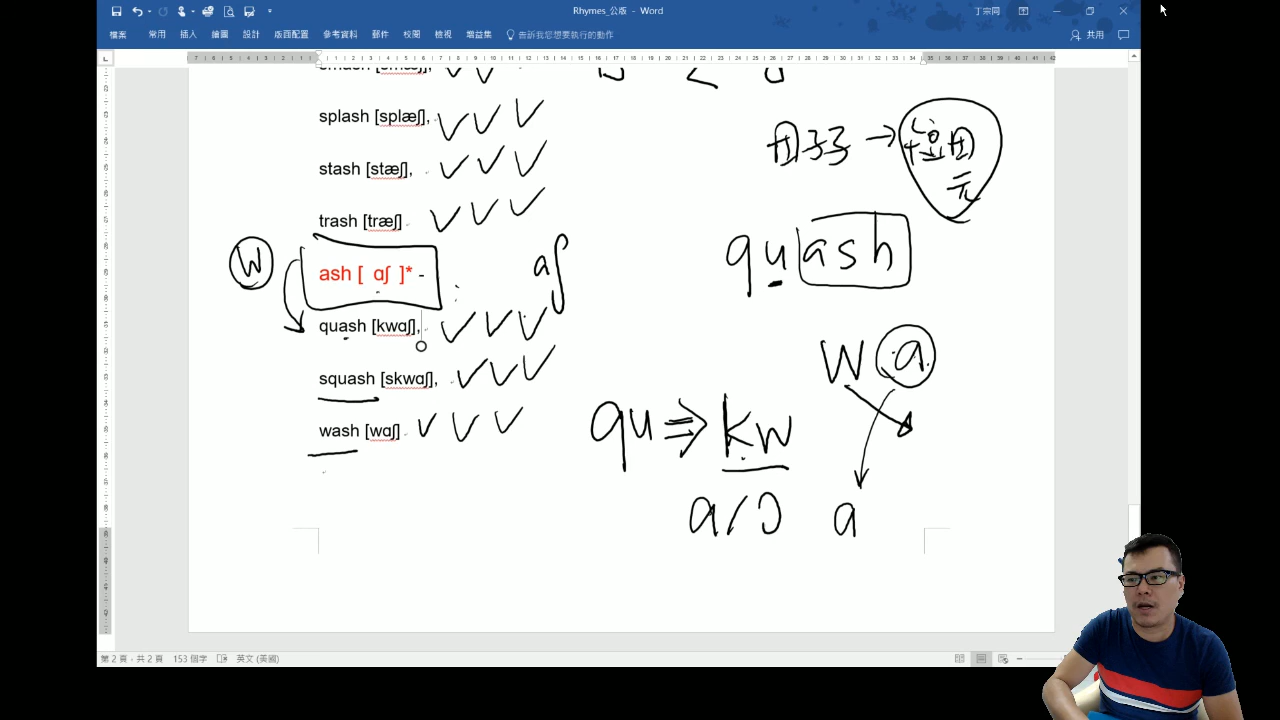 Rhymes_公版 - Word
丁宗同
檔案 常用 插入 繪圖 設計 版面配置 參考資料 郵件 校閱 檢視 增益集 告訴我您想要執行的動作 共用
splash [splæʃ],
stash [stæʃ],
trash [træʃ]
W
ash [ ɑʃ ]* -
aʃ
quash
quash [kwɑʃ],
squash [skwɑʃ],
w a
qu ⇒ kw
wash [wɑʃ]
a/ɔ a
第 2 頁，共 2 頁 153 個字 英文 (美國)